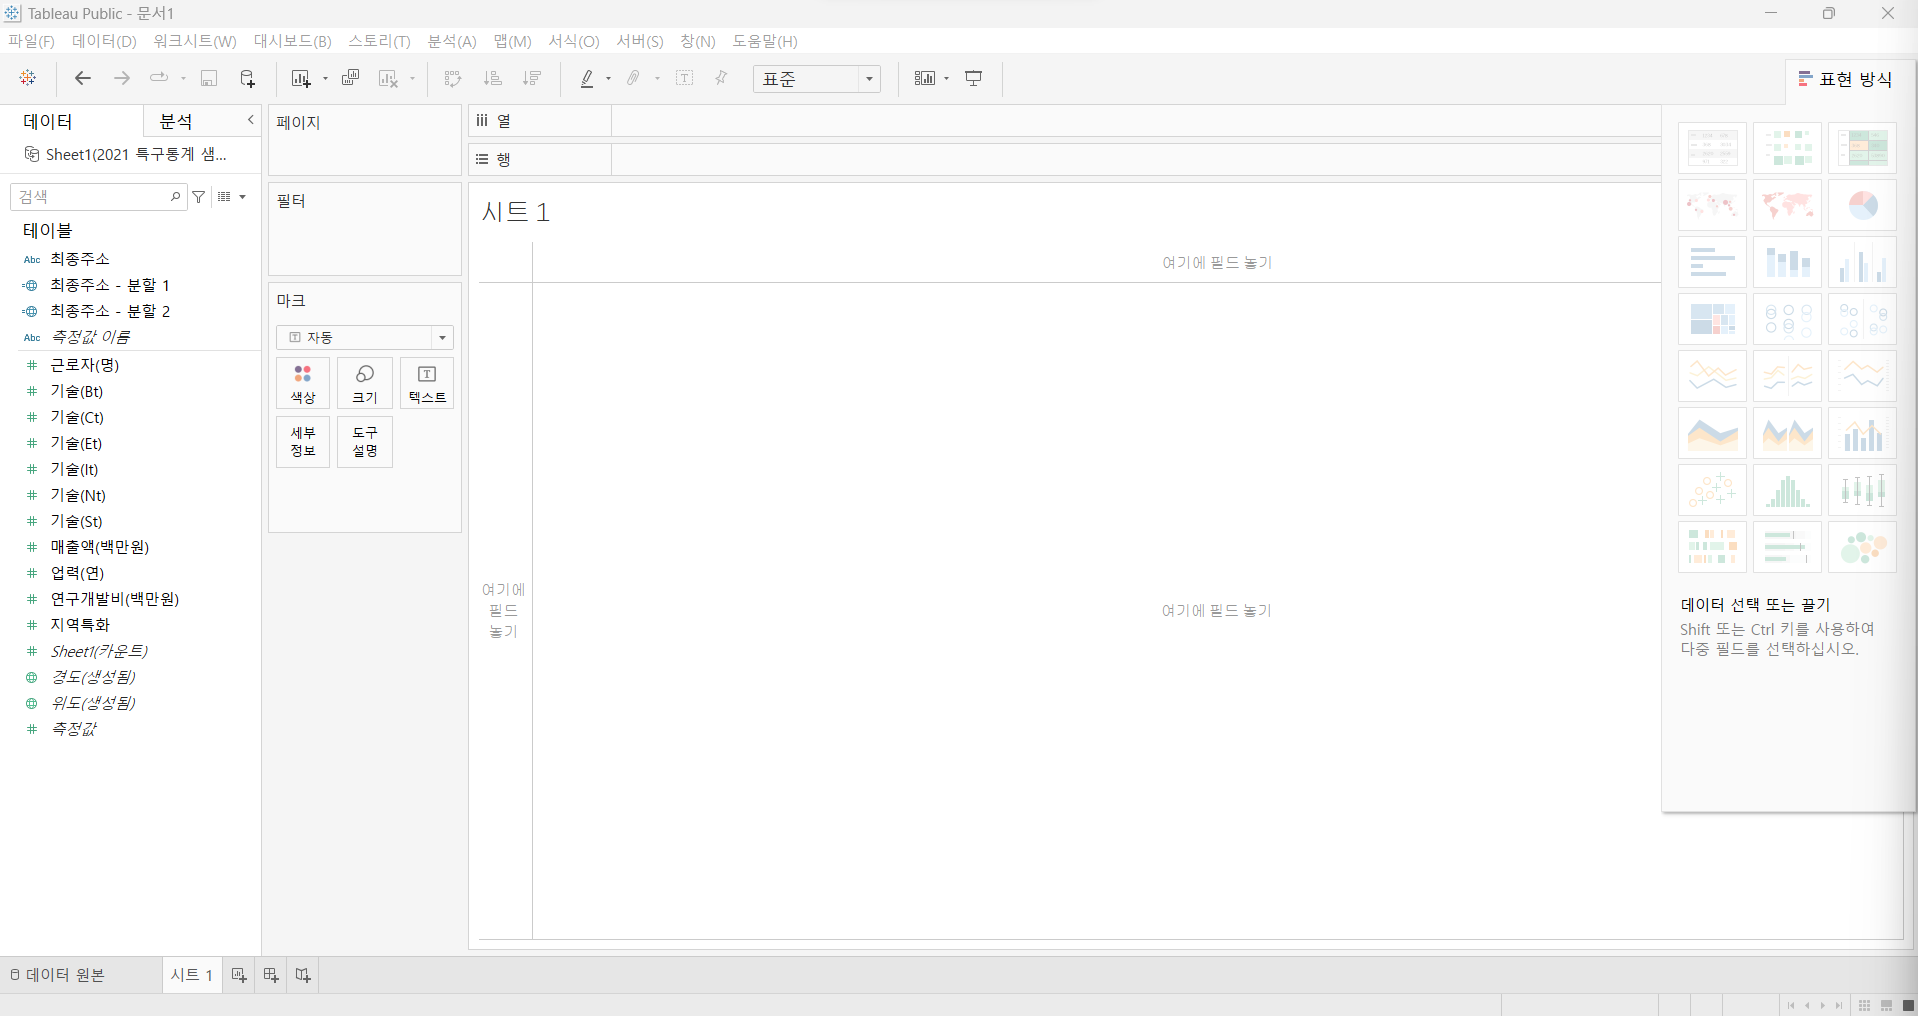 Tableau Public - 문서1
파일(F) 데이터(D) 워크시트(W) 대시보드(B) 스토리(T) 분석(A) 맵(M) 서식(O) 서버(S) 창(N) 도움말(H)
표준
표현 방식
데이터 분석
Sheet1(2021 특구통계 샘...
검색
테이블
Abc 최종주소
최종주소 - 분할 1
최종주소 - 분할 2
Abc 측정값 이름
근로자(명)
기술(Bt)
기술(Ct)
기술(Et)
기술(It)
기술(Nt)
기술(St)
매출액(백만원)
업력(연)
연구개발비(백만원)
지역특화
Sheet1(카운트)
경도(생성됨)
위도(생성됨)
측정값
페이지
필터
마크
자동
색상 크기 텍스트
세부 정보
도구 설명
열
행
시트 1
여기에 필드 놓기
여기에
필드
놓기
여기에 필드 놓기
데이터 선택 또는 끌기
Shift 또는 Ctrl 키를 사용하여
다중 필드를 선택하십시오.
데이터 원본 시트 1